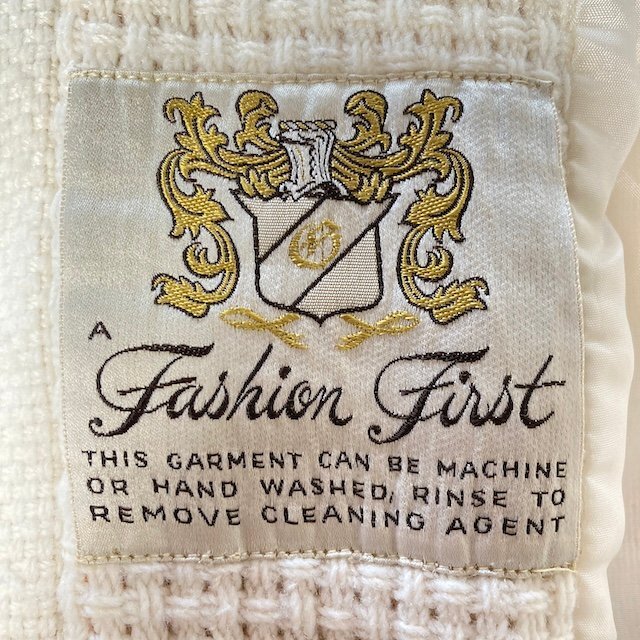 A
Fashion First
THIS GARMENT CAN BE MACHINE
OR HAND WASHED, RINSE TO
REMOVE CLEANING AGENT